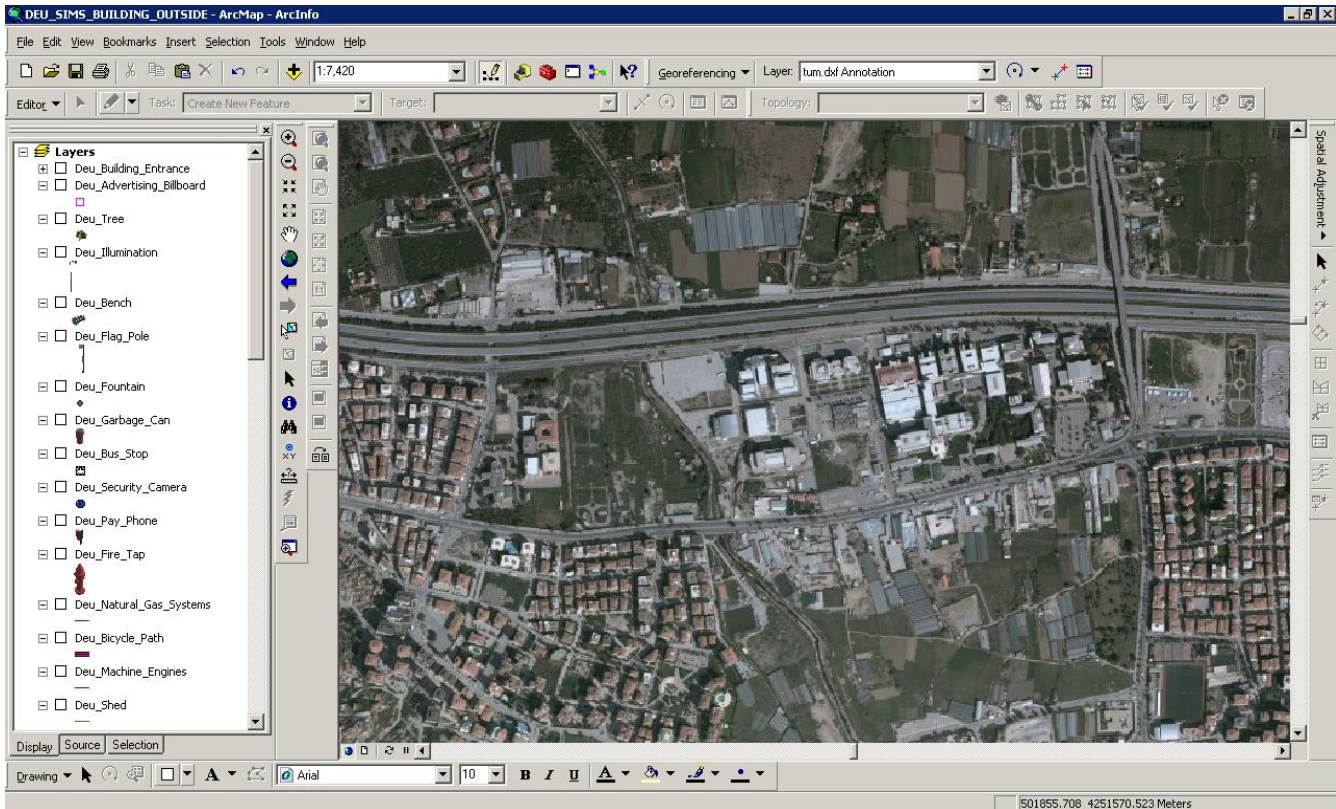 DEU_SIMS_BUILDING_OUTSIDE - ArcMap - ArcInfo
File Edit View Bookmarks Insert Selection Tools Window Help
1:7,420 Georeferencing Layer: tum.dxf Annotation
Editor Task: Create New Feature Target: Topology:
Layers
Deu_Building_Entrance
Deu_Advertising_Billboard
Deu_Tree
Deu_Illumination
Deu_Bench
Deu_Flag_Pole
Deu_Fountain
Deu_Garbage_Can
Deu_Bus_Stop
Deu_Security_Camera
Deu_Pay_Phone
Deu_Fire_Tap
Deu_Natural_Gas_Systems
Deu_Bicycle_Path
Deu_Machine_Engines
Deu_Shed
Display Source Selection
XY
1:1
Spatial Adjustment
Drawing A Arial 10 B I U A
501855.708 4251570.523 Meters